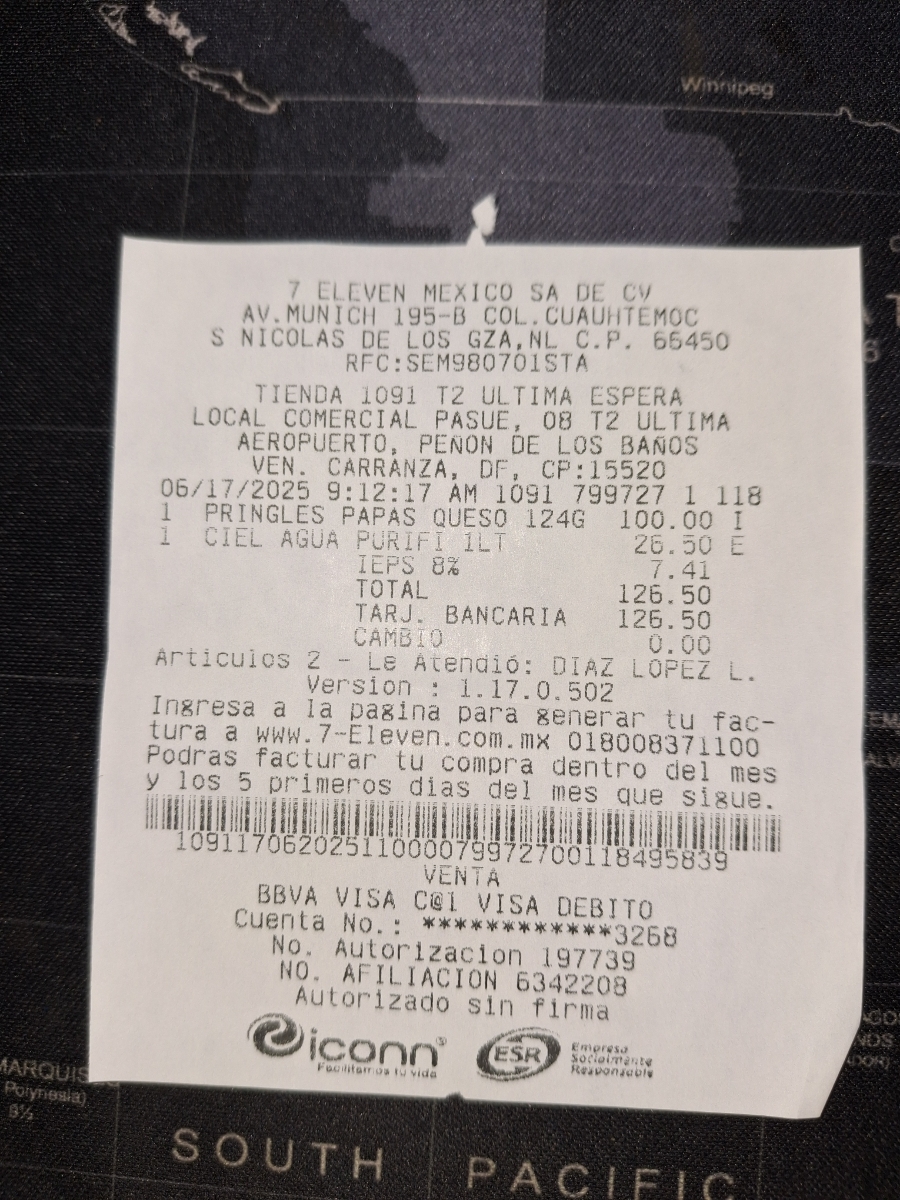 Winnipeg
7 ELEVEN MEXICO SA DE CV
AV.MUNICH 195-B COL.CUAUHTEMOC
S NICOLAS DE LOS GZA,NL C.P. 66450
RFC:SEM980701STA
TIENDA 1091 T2 ULTIMA ESPERA
LOCAL COMERCIAL PASUE, 08 T2 ULTIMA
AEROPUERTO, PEÑON DE LOS BAÑOS
VEN. CARRANZA, DF, CP:15520
06/17/2025 9:12:17 AM 1091 799727 1 118
1 PRINGLES PAPAS QUESO 124G 100.00 I
1 CIEL AGUA PURIFI 1LT 26.50 E
IEPS 8% 7.41
TOTAL 126.50
TARJ. BANCARIA 126.50
CAMBIO 0.00
Articulos 2 - Le Atendió: DIAZ LOPEZ L.
Version : 1.17.0.502
Ingresa a la pagina para generar tu fac-
tura a www.7-Eleven.com.mx 018008371100
Podras facturar tu compra dentro del mes
y los 5 primeros dias del mes que sigue.
10911706202511000079972700118495839
VENTA
BBVA VISA C@1 VISA DEBITO
Cuenta No.: ************3268
No. Autorizacion 197739
NO. AFILIACION 6342208
Autorizado sin firma
iconn
Facilitamos tu vida
ESR
Empresa
Socialmente
Responsable
MARQUIS
Polynesia)
9½
SOUTH PACIFIC